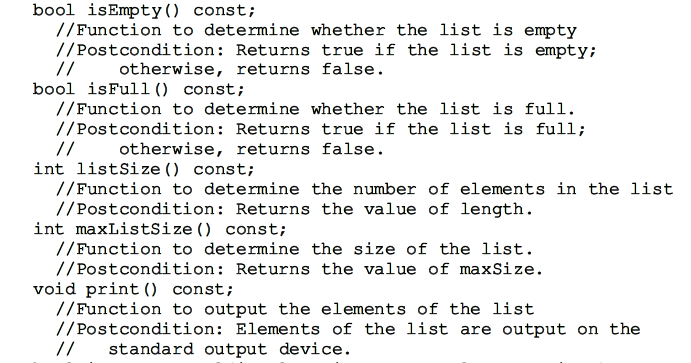 bool isEmpty() const;
//Function to determine whether the list is empty
//Postcondition: Returns true if the list is empty;
// otherwise, returns false.
bool isFull() const;
//Function to determine whether the list is full.
//Postcondition: Returns true if the list is full;
// otherwise, returns false.
int listSize() const;
//Function to determine the number of elements in the list
//Postcondition: Returns the value of length.
int maxListSize() const;
//Function to determine the size of the list.
//Postcondition: Returns the value of maxSize.
void print() const;
//Function to output the elements of the list
//Postcondition: Elements of the list are output on the
// standard output device.